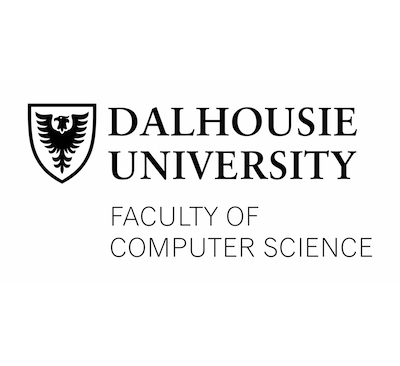 DALHOUSIE
UNIVERSITY
FACULTY OF
COMPUTER SCIENCE